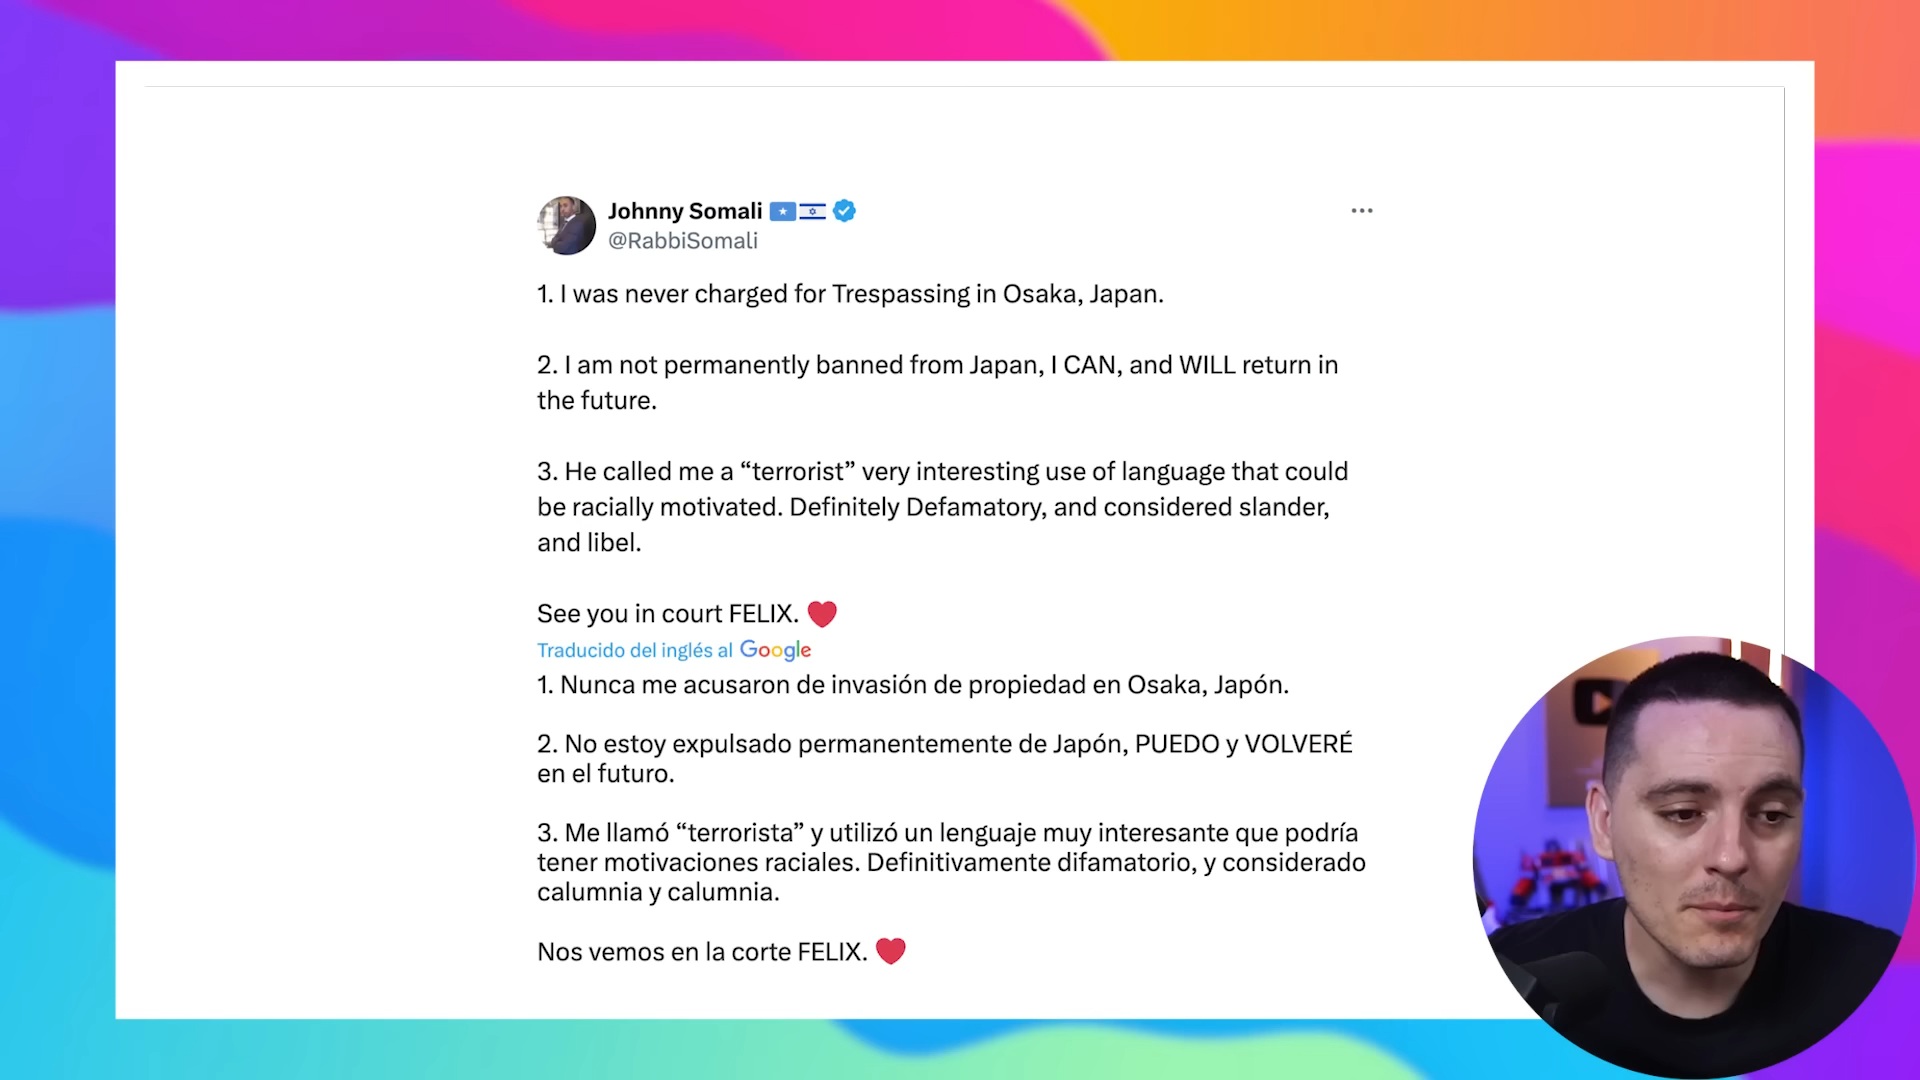 Johnny Somali
@RabbiSomali
1. I was never charged for Trespassing in Osaka, Japan.
2. I am not permanently banned from Japan, I CAN, and WILL return in
the future.
3. He called me a “terrorist” very interesting use of language that could
be racially motivated. Definitely Defamatory, and considered slander,
and libel.
See you in court FELIX. ❤️
Traducido del inglés al Google
1. Nunca me acusaron de invasión de propiedad en Osaka, Japón.
2. No estoy expulsado permanentemente de Japón, PUEDO y VOLVERÉ
en el futuro.
3. Me llamó “terrorista” y utilizó un lenguaje muy interesante que podría
tener motivaciones raciales. Definitivamente difamatorio, y considerado
calumnia y calumnia.
Nos vemos en la corte FELIX. ❤️